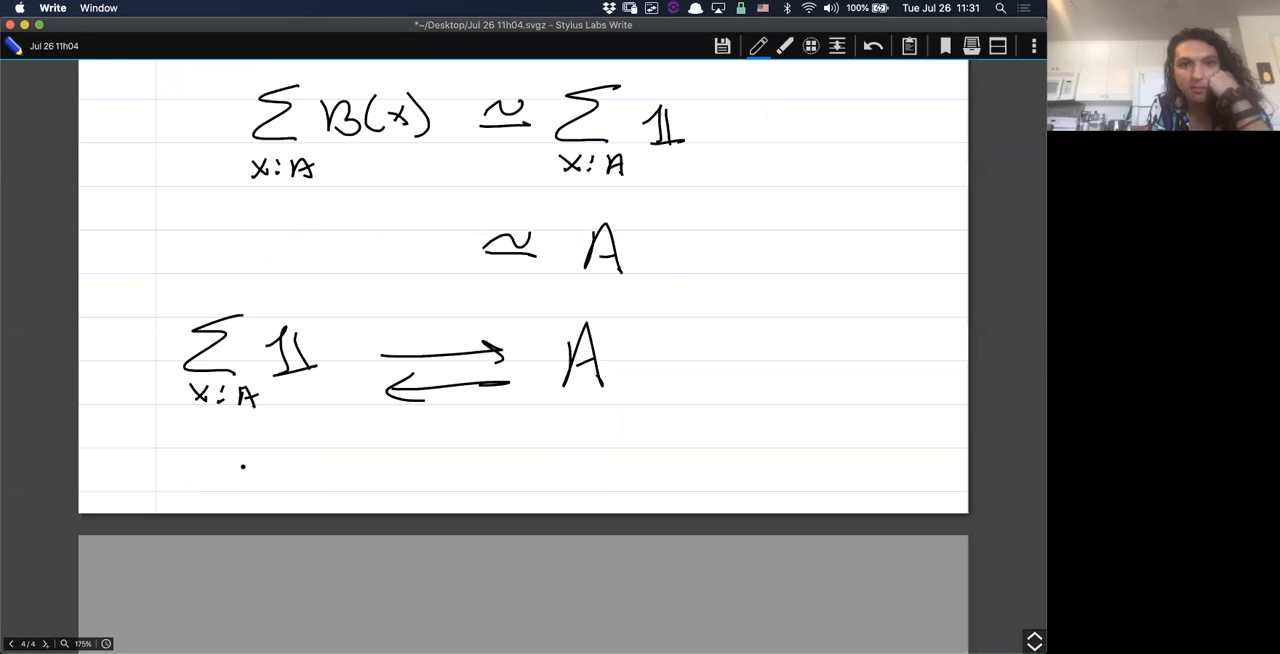 Write Window 100% Tue Jul 26 11:31
*~/Desktop/Jul 26 11h04.svgz - Stylus Labs Write
Jul 26 11h04
∑ B(x) ≃ ∑ 𝟙
x:A x:A
≃ A
∑ 𝟙 ⇄ A
x:A
4/4 175%